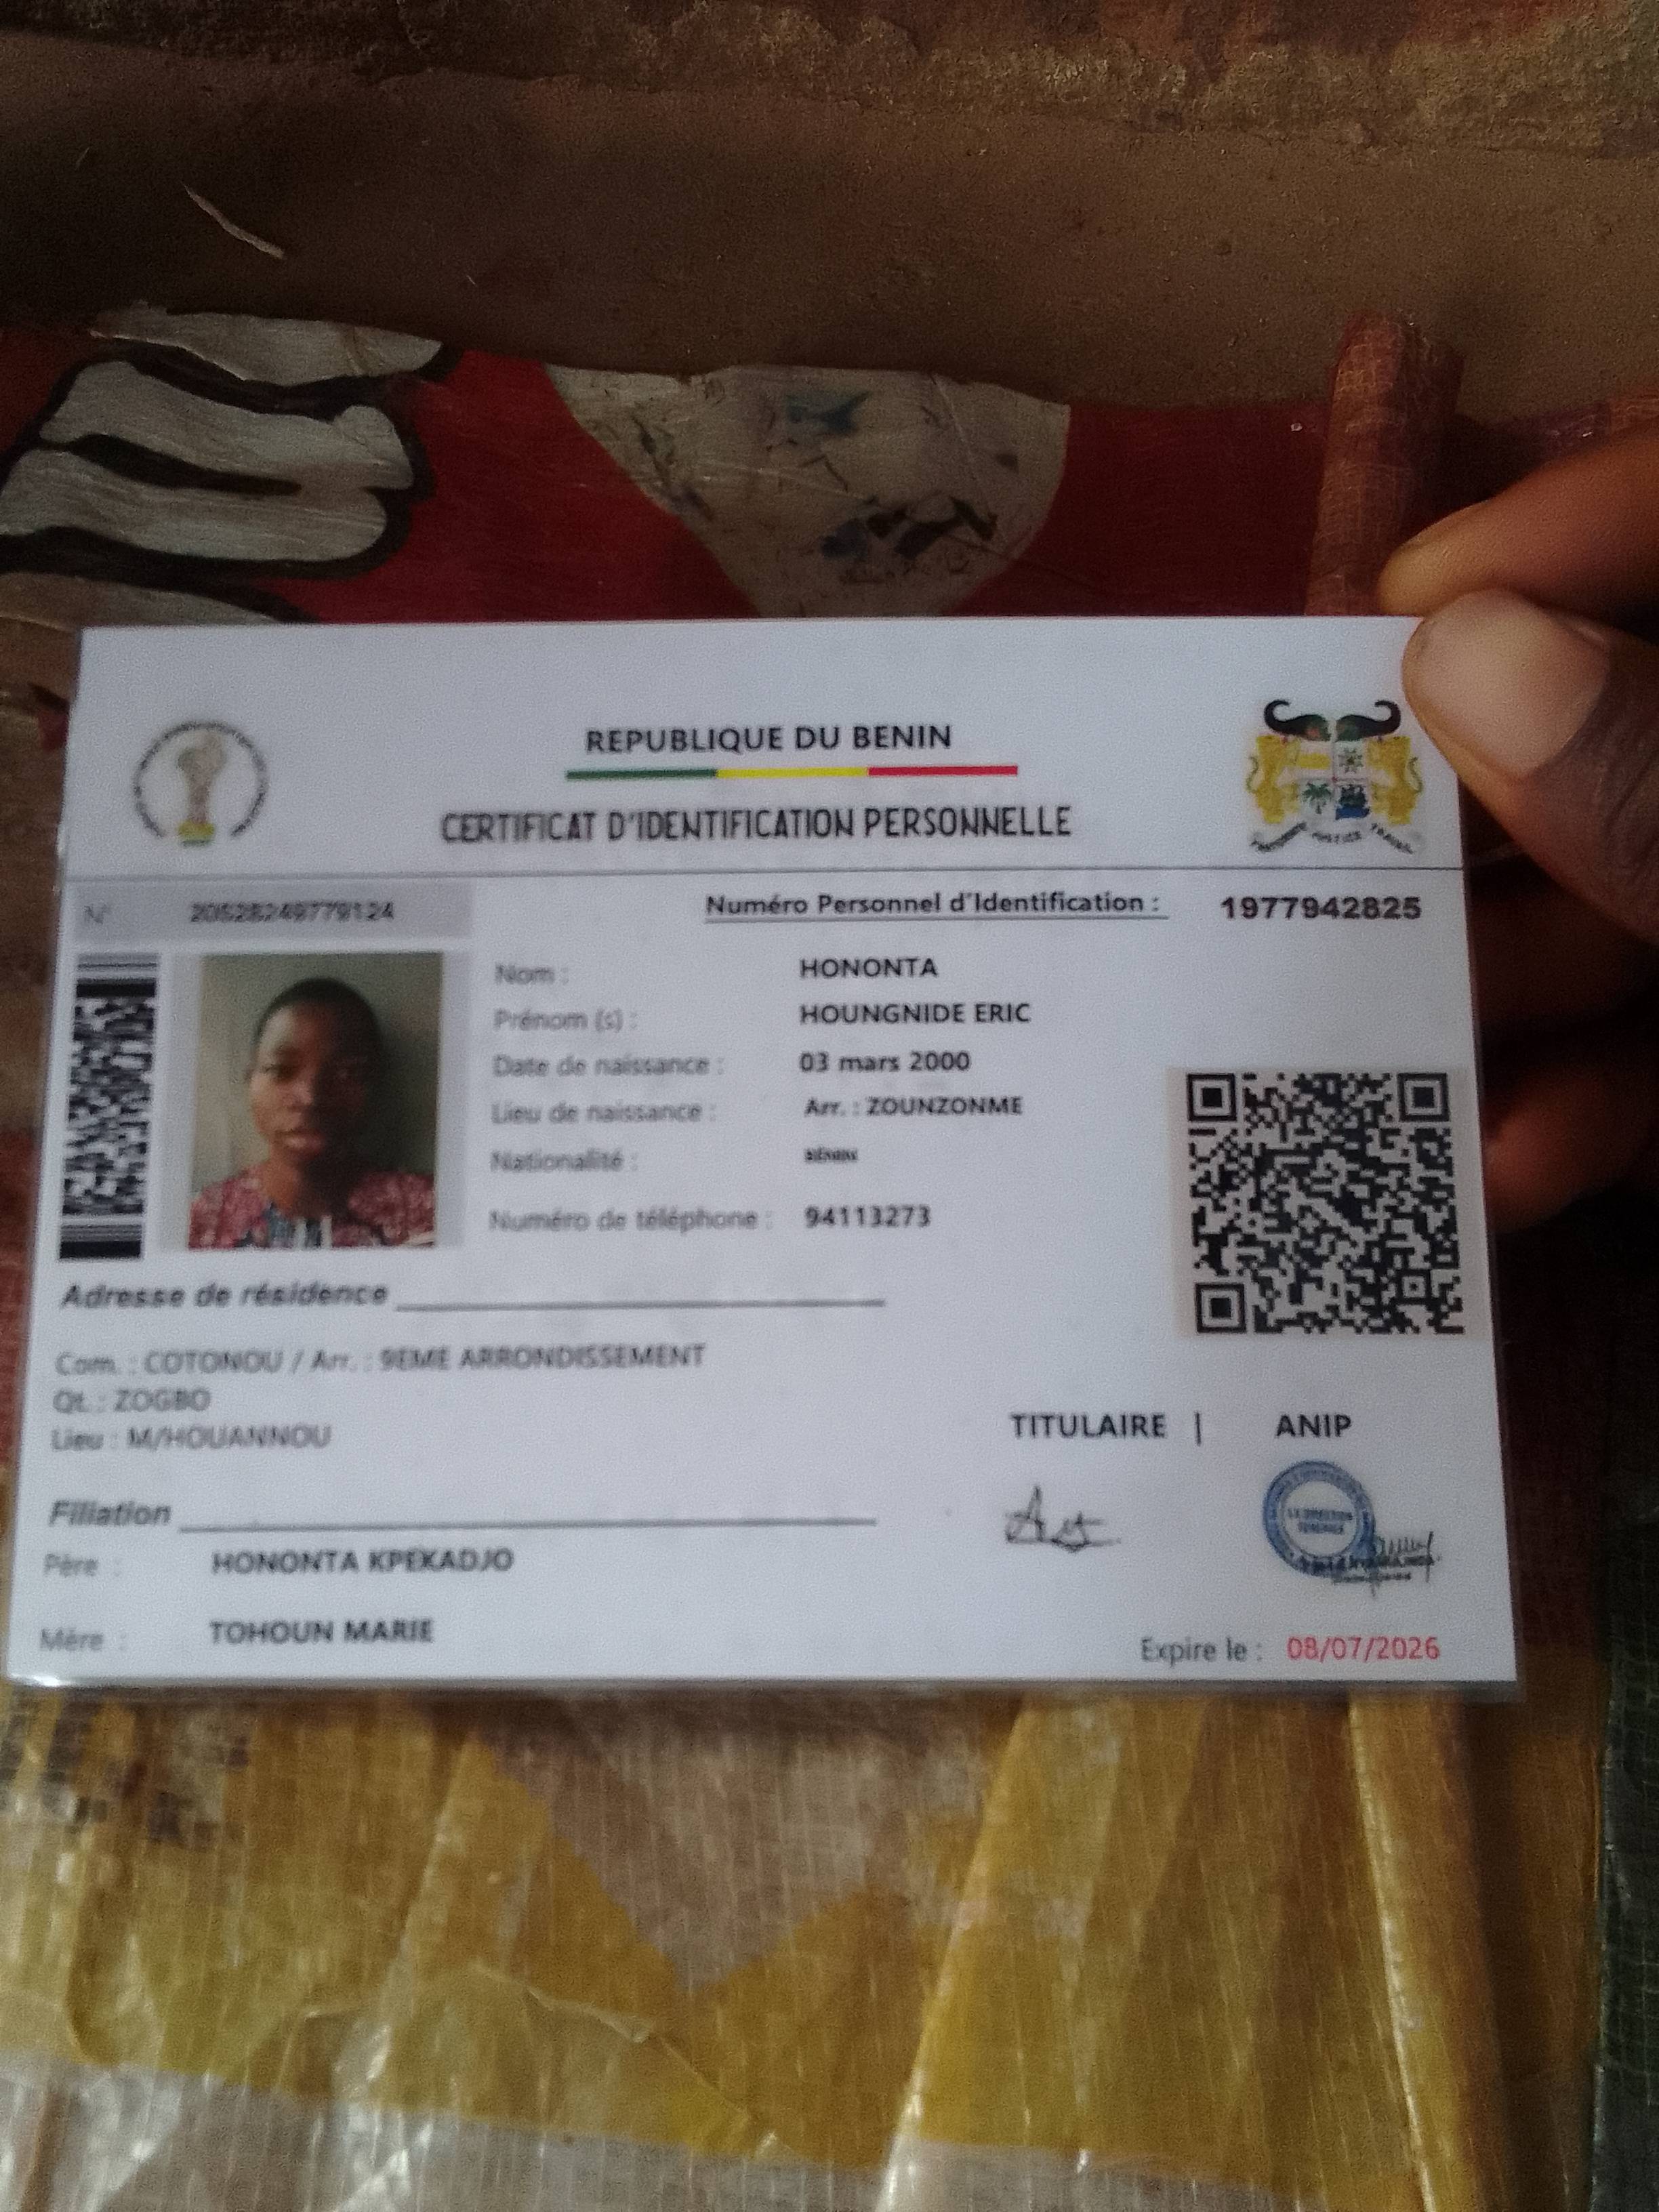 REPUBLIQUE DU BENIN
CERTIFICAT D'IDENTIFICATION PERSONNELLE
N° 205282249779124
Numéro Personnel d'Identification : 1977942825
Nom : HONONTA
Prénom (s) : HOUNGNIDE ERIC
Date de naissance : 03 mars 2000
Lieu de naissance : Arr. : ZOUNZONME
Nationalité :
Numéro de téléphone : 94113273
Adresse de résidence
Com. : COTONOU / Arr. : 9EME ARRONDISSEMENT
Qt. : ZOGBO
Lieu : M/HOUANNOU
TITULAIRE | ANIP
LA DIRECTION
Filiation
Père : HONONTA KPEKADJO
Mère : TOHOUN MARIE
Expire le : 08/07/2026